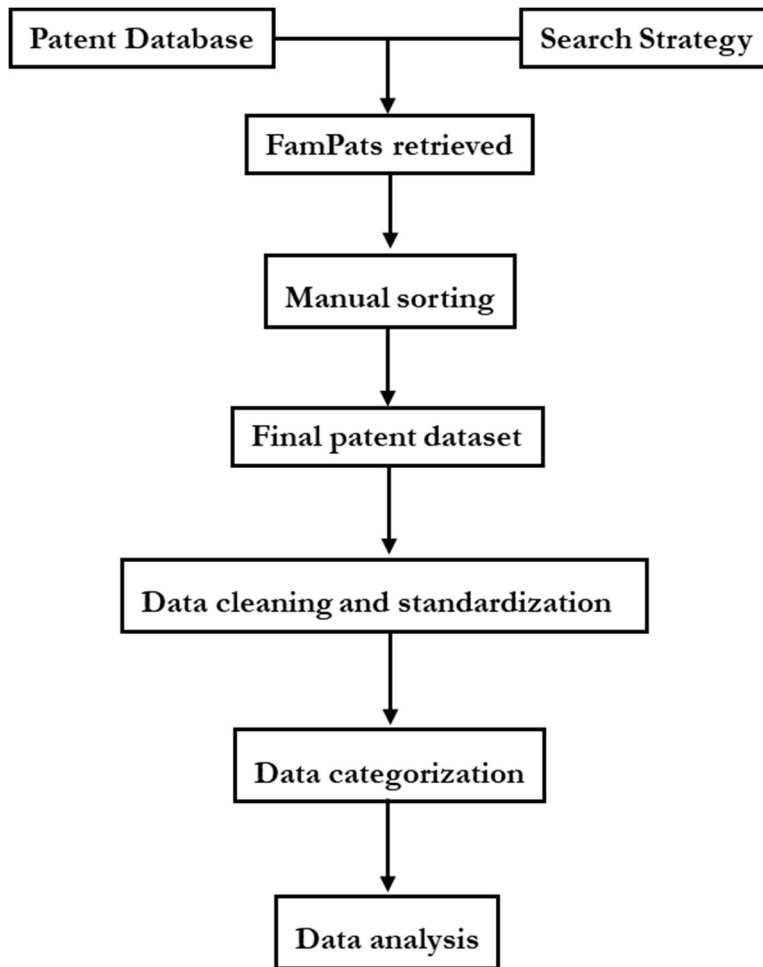 Patent Database
Search Strategy
FamPats retrieved
Manual sorting
Final patent dataset
Data cleaning and standardization
Data categorization
Data analysis